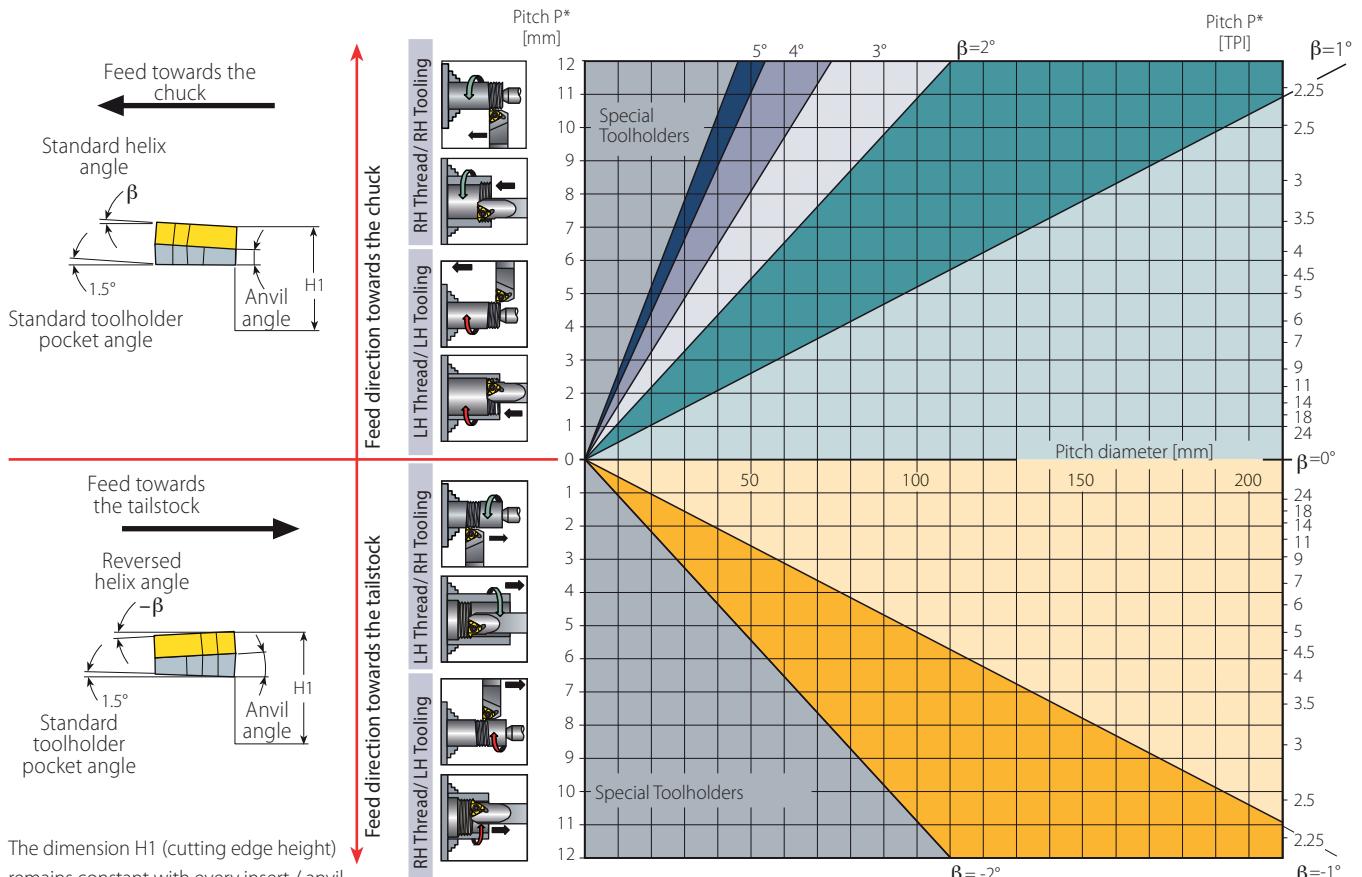 Feed towards the
chuck
Standard helix
angle
β
1.5°
Anvil
angle
H1
Standard toolholder
pocket angle
Feed towards
the tailstock
Reversed
helix angle
-β
1.5°
H1
Anvil
angle
Standard
toolholder
pocket angle
The dimension H1 (cutting edge height)
remains constant with every insert / anvil
Feed direction towards the chuck
Feed direction towards the tailstock
RH Thread/ RH Tooling
LH Thread/ LH Tooling
LH Thread/ RH Tooling
RH Thread/ LH Tooling
Pitch P*
[mm]
Pitch P*
[TPI]
5°
4°
3°
β=2°
β=1°
12
11
10
9
8
7
6
5
4
3
2
1
0
1
2
3
4
5
6
7
8
9
10
11
12
Special
Toolholders
Pitch diameter [mm]
50
100
150
200
β=0°
2.25
2.5
3
3.5
4
4.5
5
6
7
9
11
14
18
24
24
18
14
11
9
7
6
5
4.5
4
3.5
3
2.5
2.25
Special Toolholders
β = -2°
β=-1°